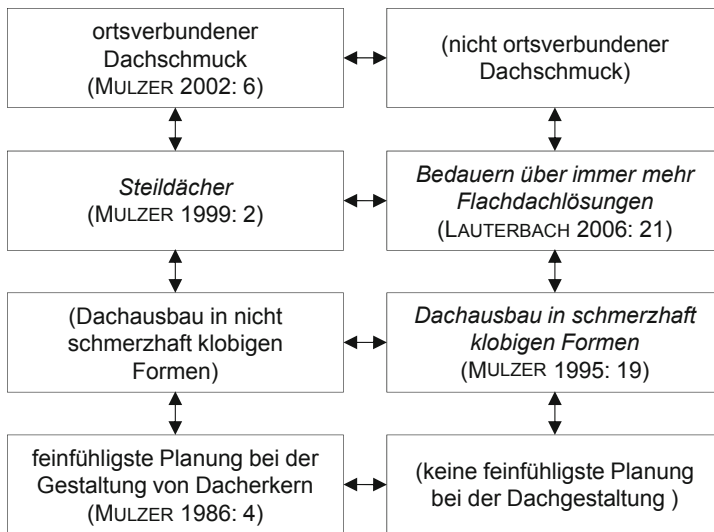 ortsverbundener
Dachschmuck
(MULZER 2002: 6)
(nicht ortsverbundener
Dachschmuck)
Steildächer
(MULZER 1999: 2)
Bedauern über immer mehr
Flachdachlösungen
(LAUTERBACH 2006: 21)
(Dachausbau in nicht
schmerzhaft klobigen
Formen)
Dachausbau in schmerzhaft
klobigen Formen
(MULZER 1995: 19)
feinfühligste Planung bei der
Gestaltung von Dacherkern
(MULZER 1986: 4)
(keine feinfühligste Planung
bei der Dachgestaltung )